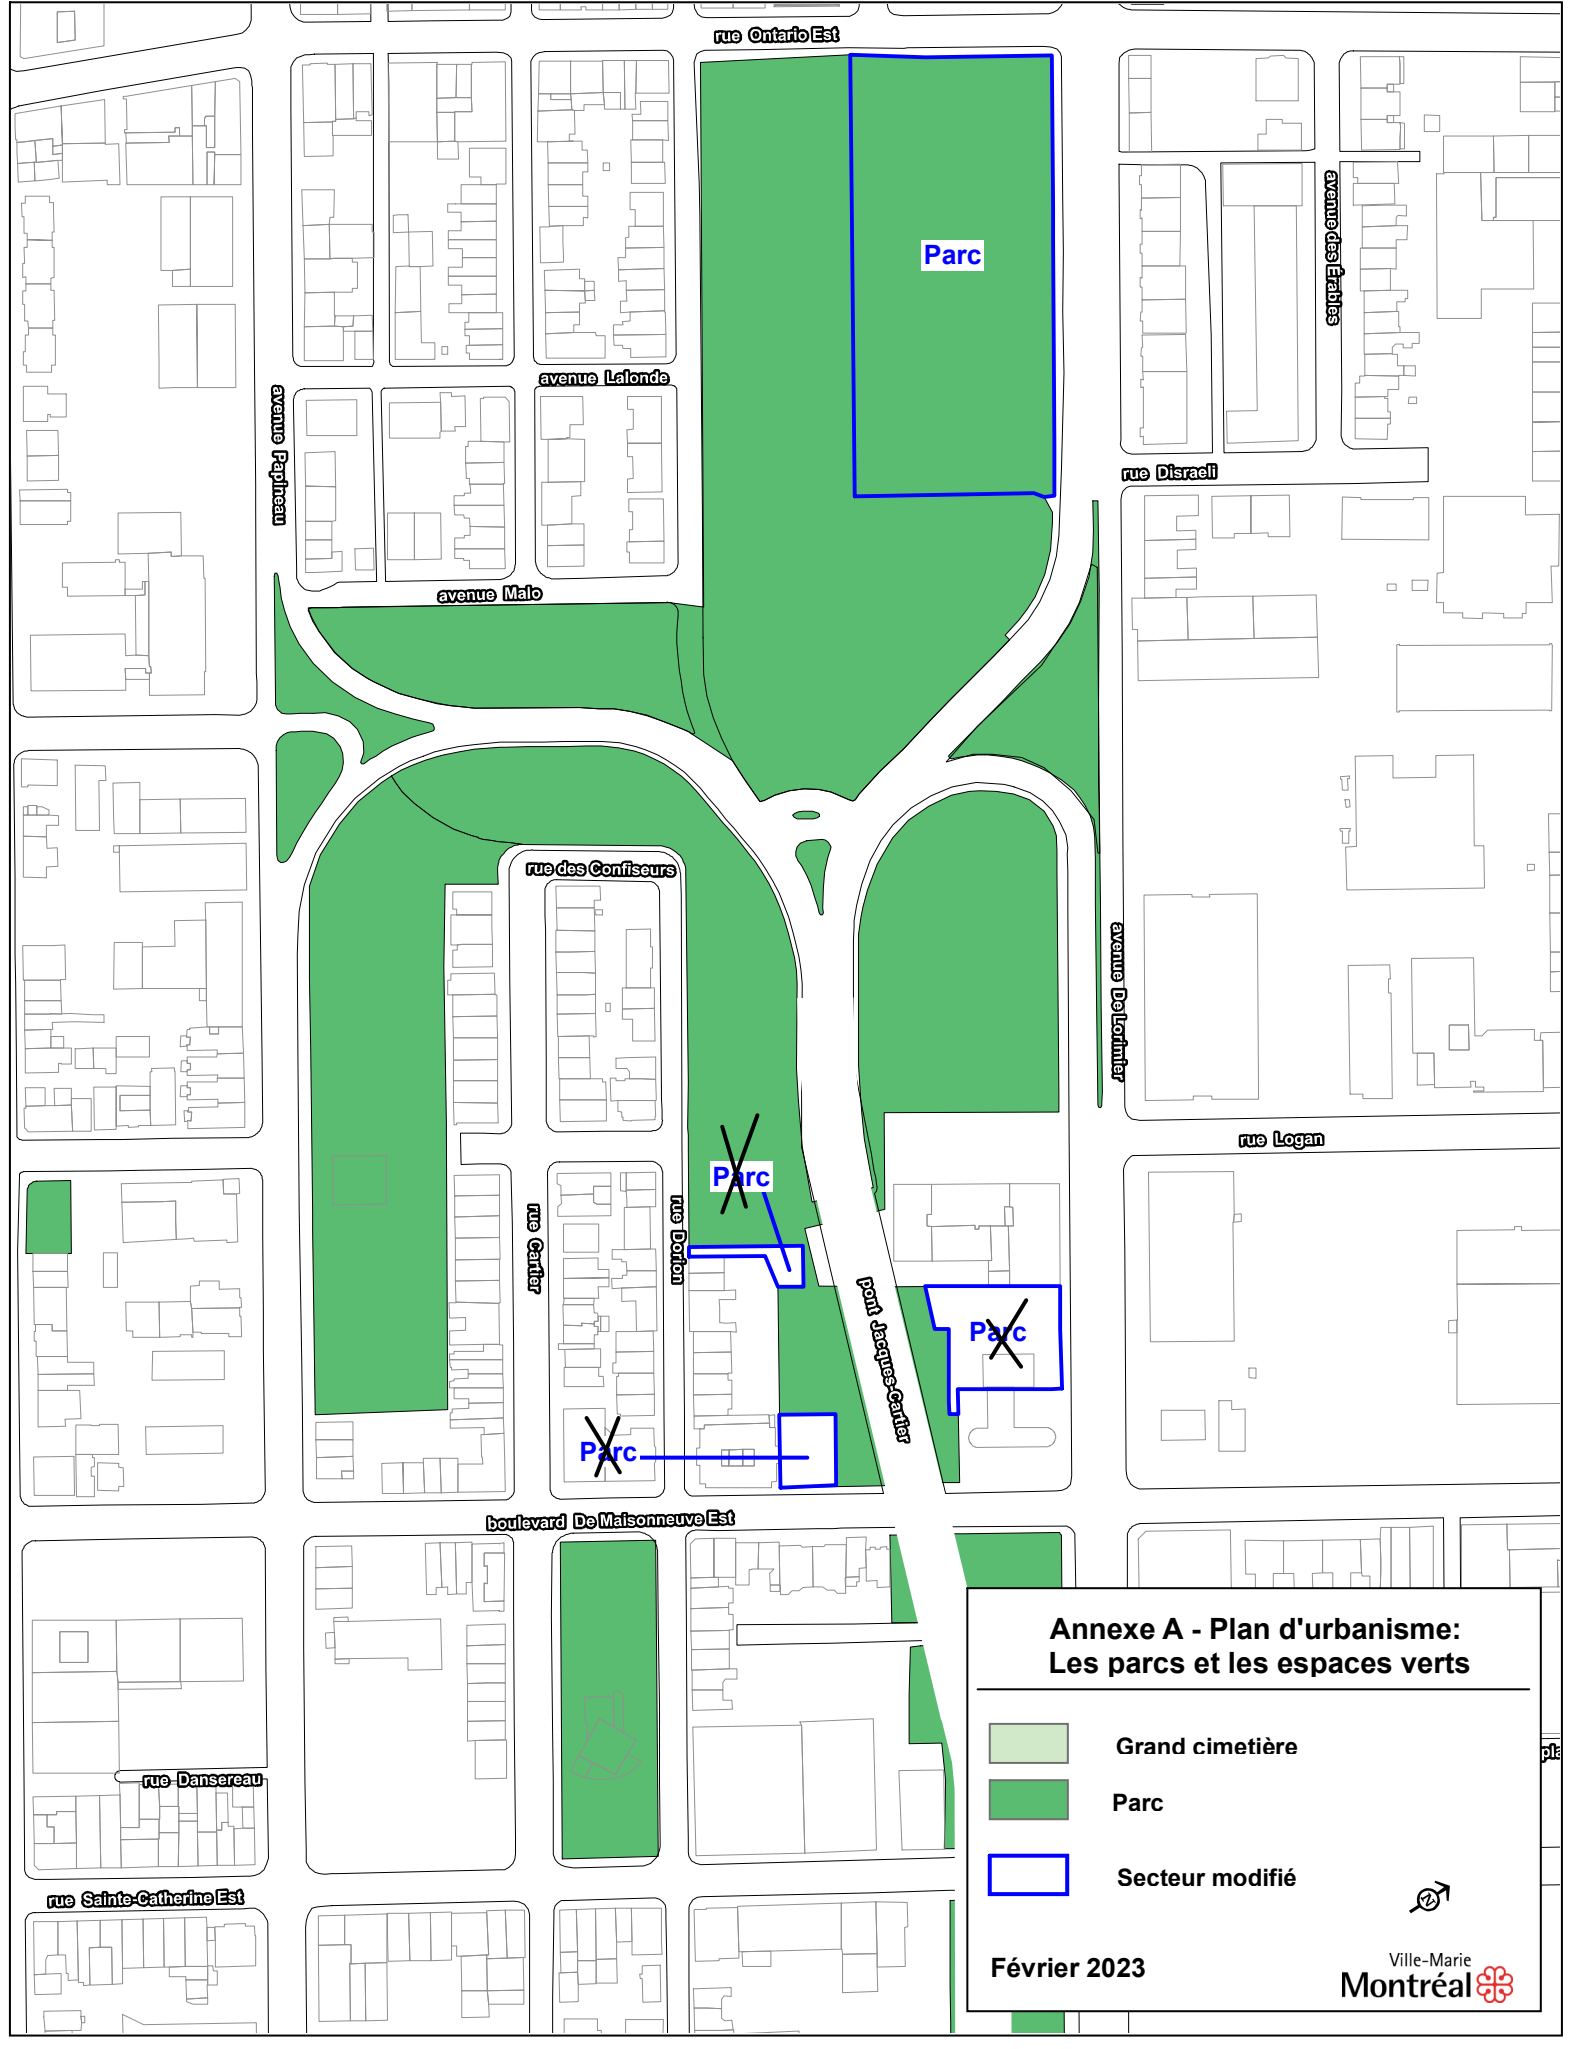 rue Ontario Est
Parc
avenue des Érables
avenue Lalonde
avenue Papineau
rue Disraeli
avenue Malo
rue des Confiseurs
avenue De Lorimier
rue Logan
Parc
rue Cartier
rue Dorion
pont Jacques-Cartier
Parc
Parc
boulevard De Maisonneuve Est
rue Dansereau
rue Sainte-Catherine Est
Annexe A - Plan d'urbanisme:
Les parcs et les espaces verts
Grand cimetière
Parc
Secteur modifié
N
Février 2023
Ville-Marie
Montréal